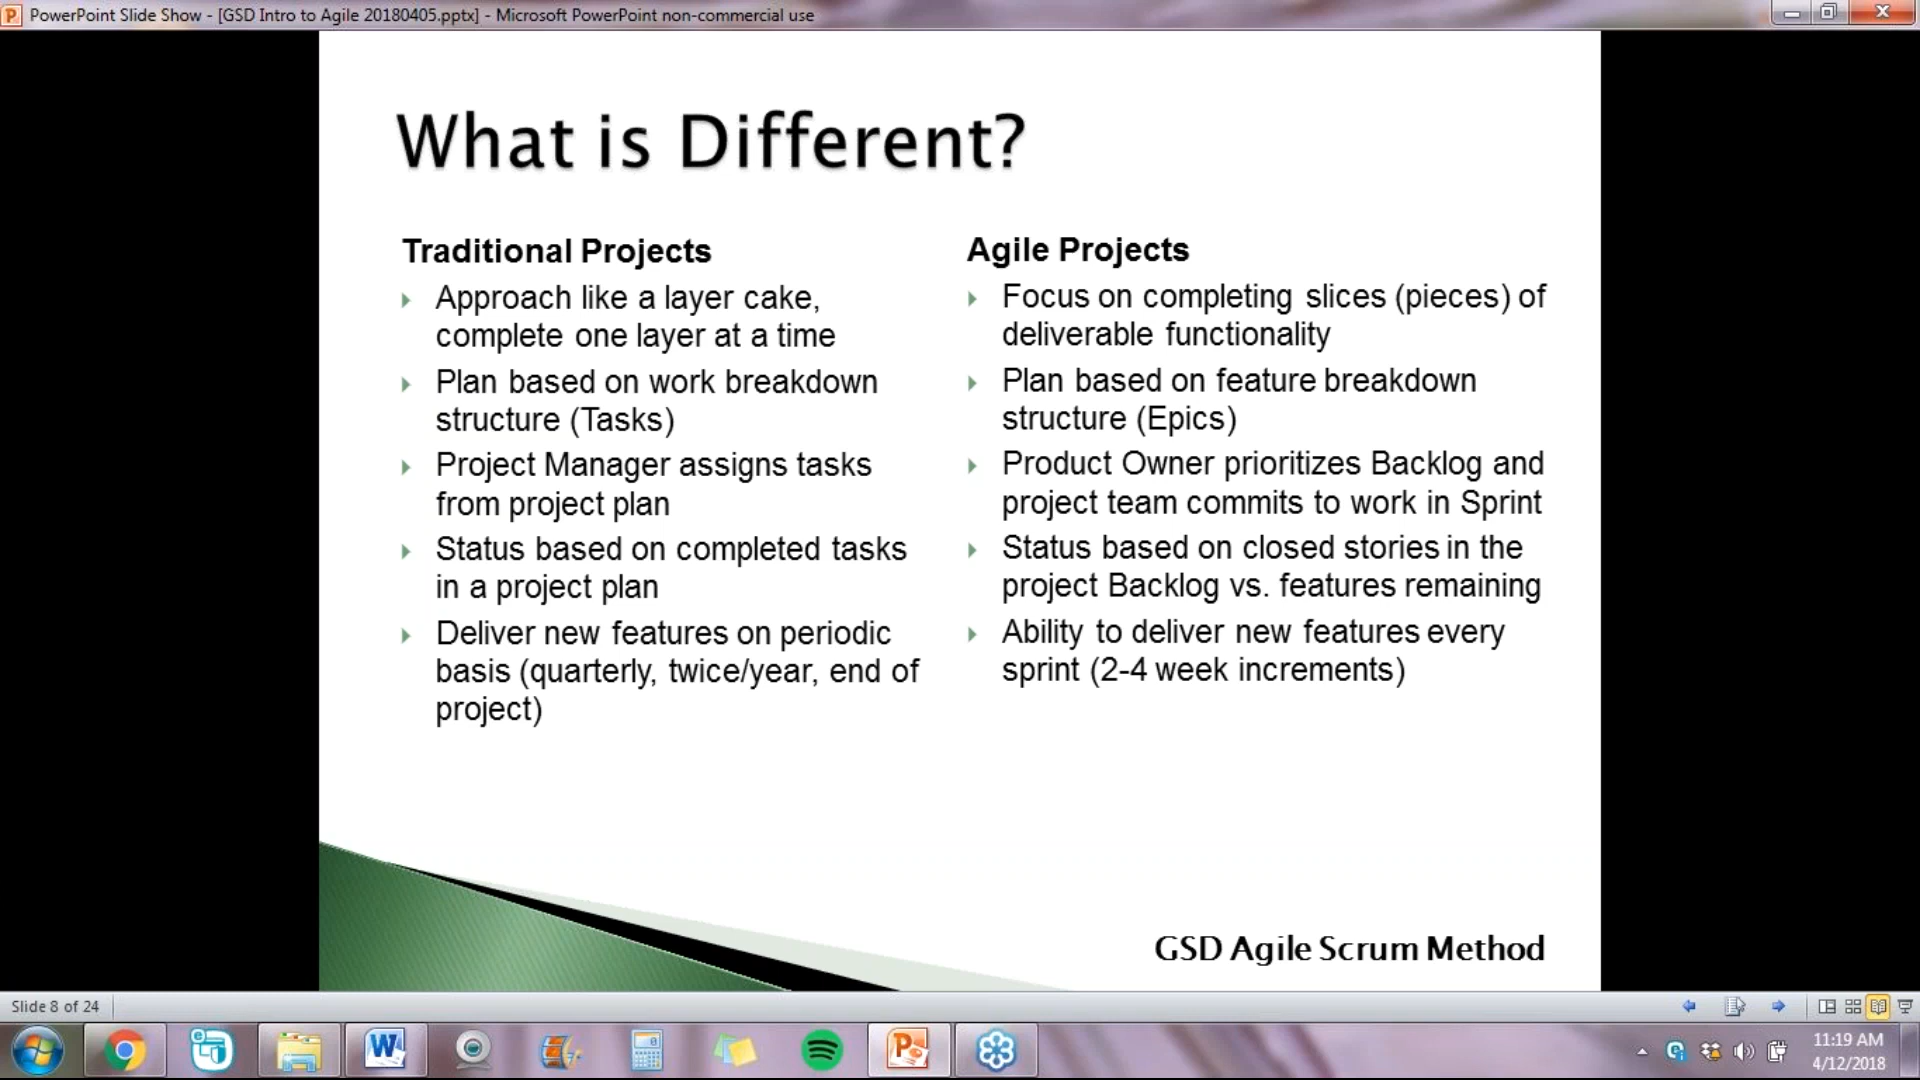 PowerPoint Slide Show - [GSD Intro to Agile 20180405.pptx] - Microsoft PowerPoint non-commercial use
What is Different?
Traditional Projects
Approach like a layer cake,
complete one layer at a time
Plan based on work breakdown
structure (Tasks)
Project Manager assigns tasks
from project plan
Status based on completed tasks
in a project plan
Deliver new features on periodic
basis (quarterly, twice/year, end of
project)
Agile Projects
Focus on completing slices (pieces) of
deliverable functionality
Plan based on feature breakdown
structure (Epics)
Product Owner prioritizes Backlog and
project team commits to work in Sprint
Status based on closed stories in the
project Backlog vs. features remaining
Ability to deliver new features every
sprint (2-4 week increments)
GSD Agile Scrum Method
Slide 8 of 24
11:19 AM
4/12/2018